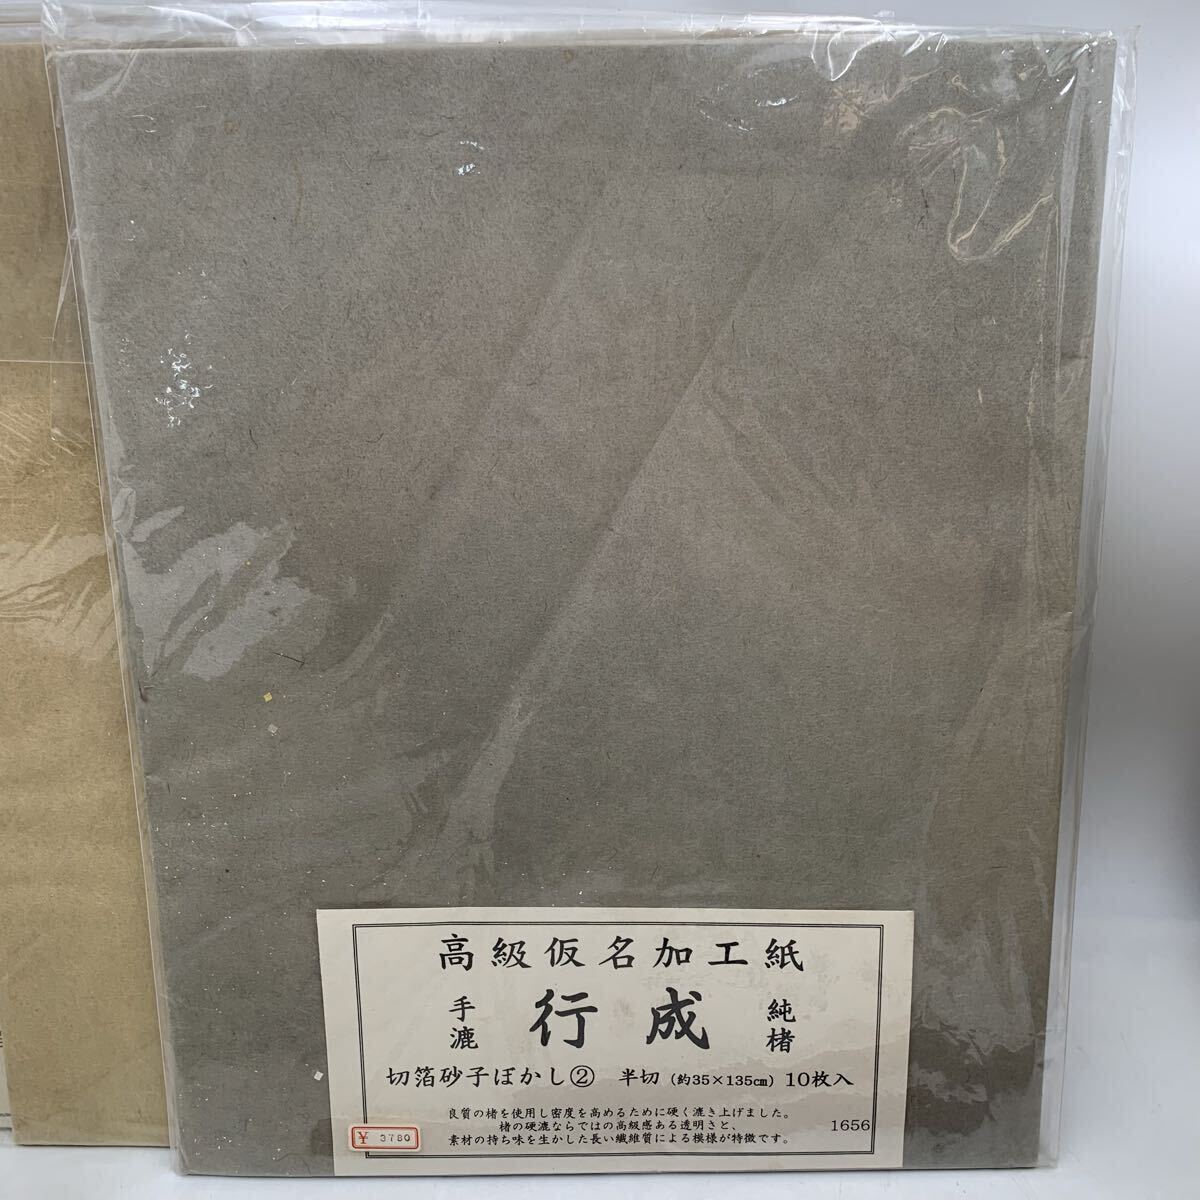 高級仮名加工紙
手漉 行成 純楮
切箔砂子ぼかし② 半切(約35×135㎝) 10枚入
良質の楮を使用し密度を高めるために硬く漉き上げました。
楮の硬漉ならではの高級感ある透明さと、
素材の持ち味を生かした長い繊維質による模様が特徴です。
1656
¥ 3780